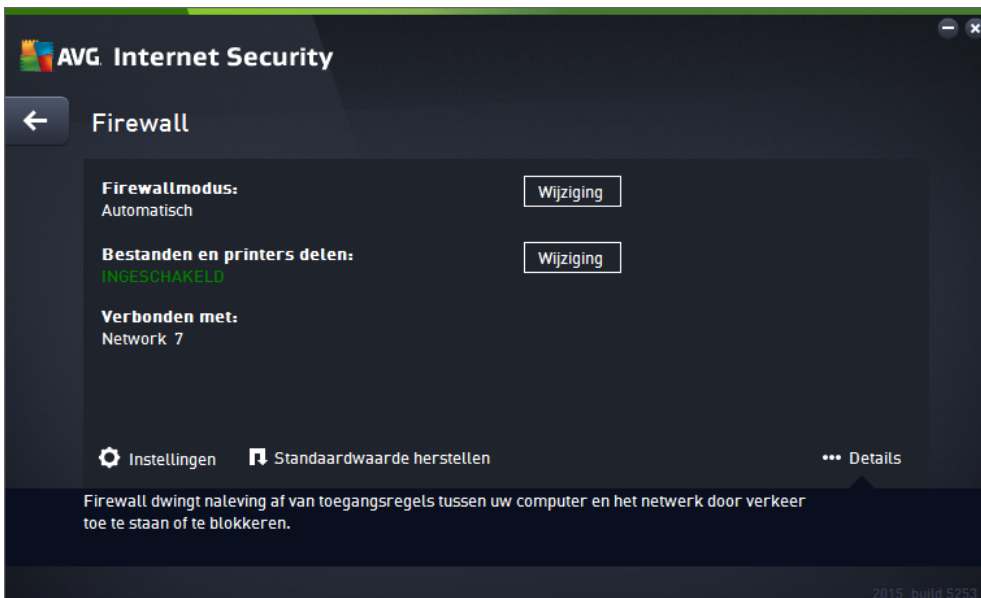 AVG. Internet Security
Firewall
Firewallmodus:
Wijziging
Automatisch
Bestanden en printers delen:
Wijziging
INGESCHAKELD
Verbonden met:
Network 7
Instellingen
Standaardwaarde herstellen
Details
Firewall dwingt naleving af van toegangsregels tussen uw computer en het netwerk door verkeer
toe te staan of te blokkeren.
2015 build 5253